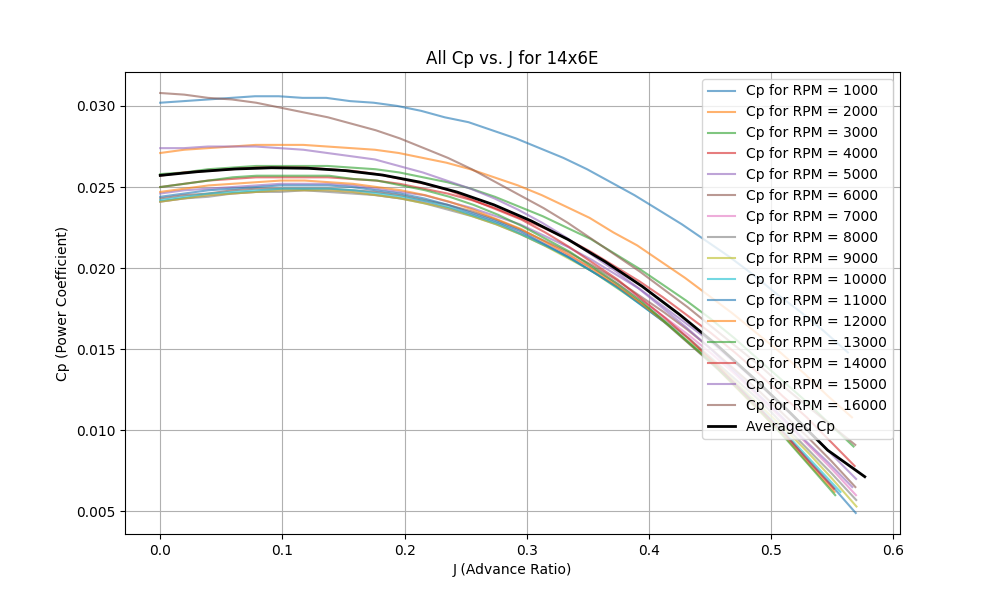 All Cp vs. J for 14x6E
Cp (Power Coefficient)
0.030
0.025
0.020
0.015
0.010
0.005
Cp for RPM = 1000
Cp for RPM = 2000
Cp for RPM = 3000
Cp for RPM = 4000
Cp for RPM = 5000
Cp for RPM = 6000
Cp for RPM = 7000
Cp for RPM = 8000
Cp for RPM = 9000
Cp for RPM = 10000
Cp for RPM = 11000
Cp for RPM = 12000
Cp for RPM = 13000
Cp for RPM = 14000
Cp for RPM = 15000
Cp for RPM = 16000
Averaged Cp
0.0 0.1 0.2 0.3 0.4 0.5 0.6
J (Advance Ratio)